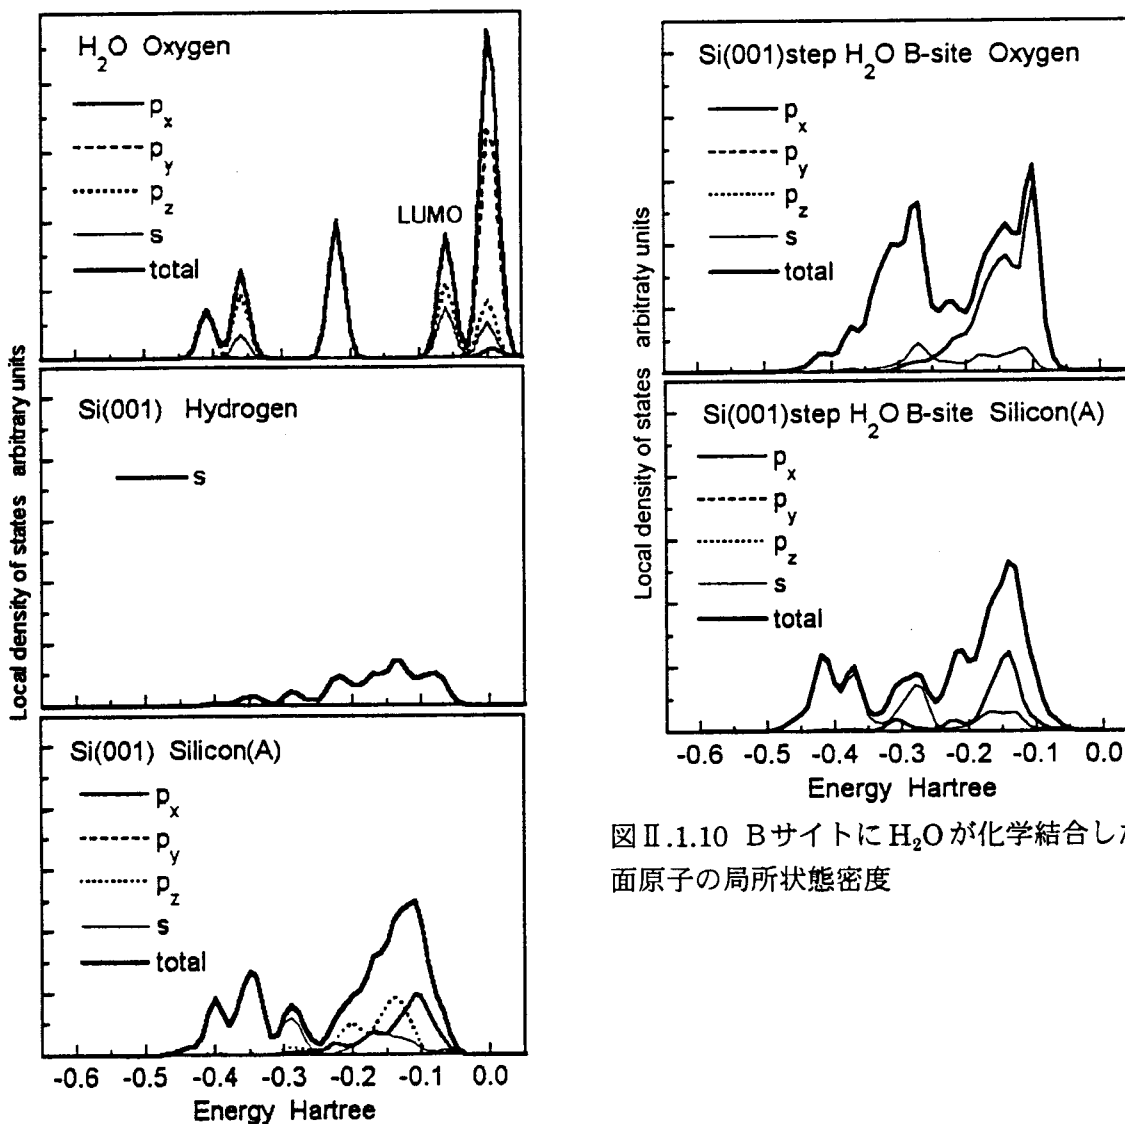 H2O Oxygen
px
py
pz
s
total
LUMO
Si(001) Hydrogen
s
Local density of states arbitrary units
Si(001) Silicon(A)
px
py
pz
s
total
-0.6 -0.5 -0.4 -0.3 -0.2 -0.1 0.0
Energy Hartree
Si(001)step H2O B-site Oxygen
px
py
pz
s
total
Local density of states arbitraty units
Si(001)step H2O B-site Silicon(A)
px
py
pz
s
total
-0.6 -0.5 -0.4 -0.3 -0.2 -0.1 0.0
Energy Hartree
図Ⅱ.1.10 BサイトにH2Oが化学結合した
面原子の局所状態密度